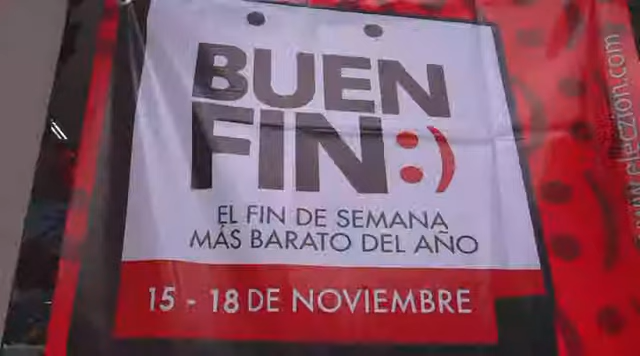 BUEN
FIN:)
EL FIN DE SEMANA
MÁS BARATO DEL AÑO
15 - 18 DE NOVIEMBRE
www.eleczion.com